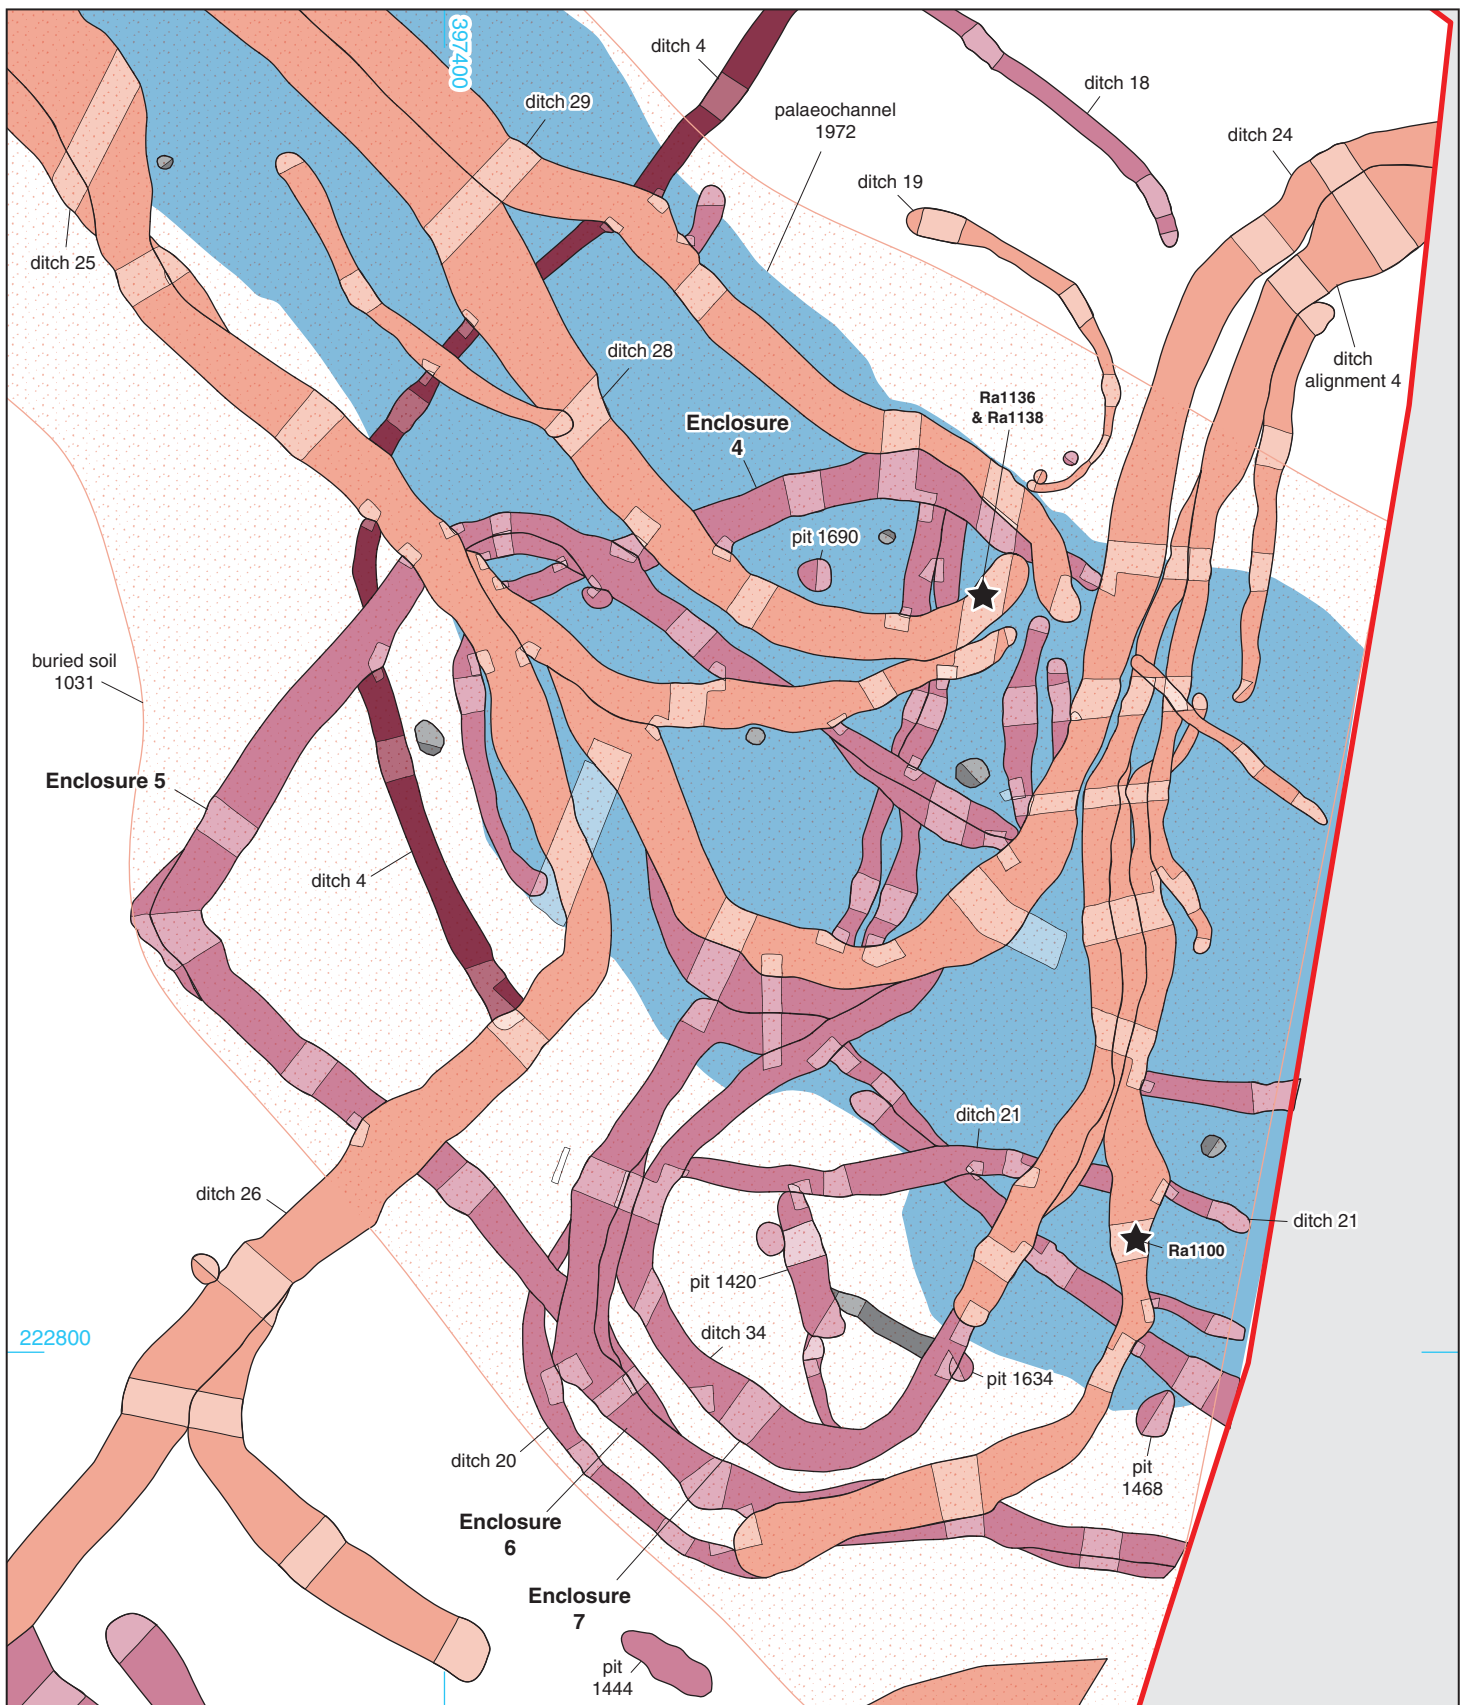 397400
ditch 4
ditch 18
ditch 29
palaeochannel
1972
ditch 24
ditch 19
ditch 25
ditch 28
ditch
alignment 4
Ra1136
& Ra1138
Enclosure
4
pit 1690
buried soil
1031
Enclosure 5
ditch 4
ditch 21
ditch 26
ditch 21
Ra1100
pit 1420
222800
ditch 34
pit 1634
ditch 20
pit
1468
Enclosure
6
Enclosure
7
pit
1444